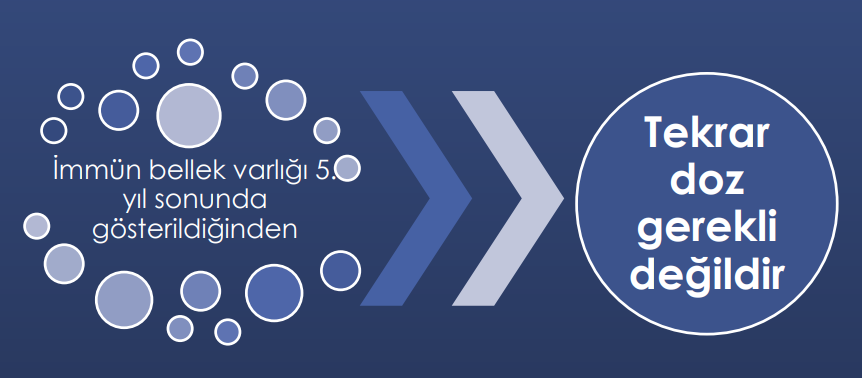 İmmün bellek varlığı 5.
yıl sonunda
gösterildiğinden
Tekrar
doz
gerekli
değildir